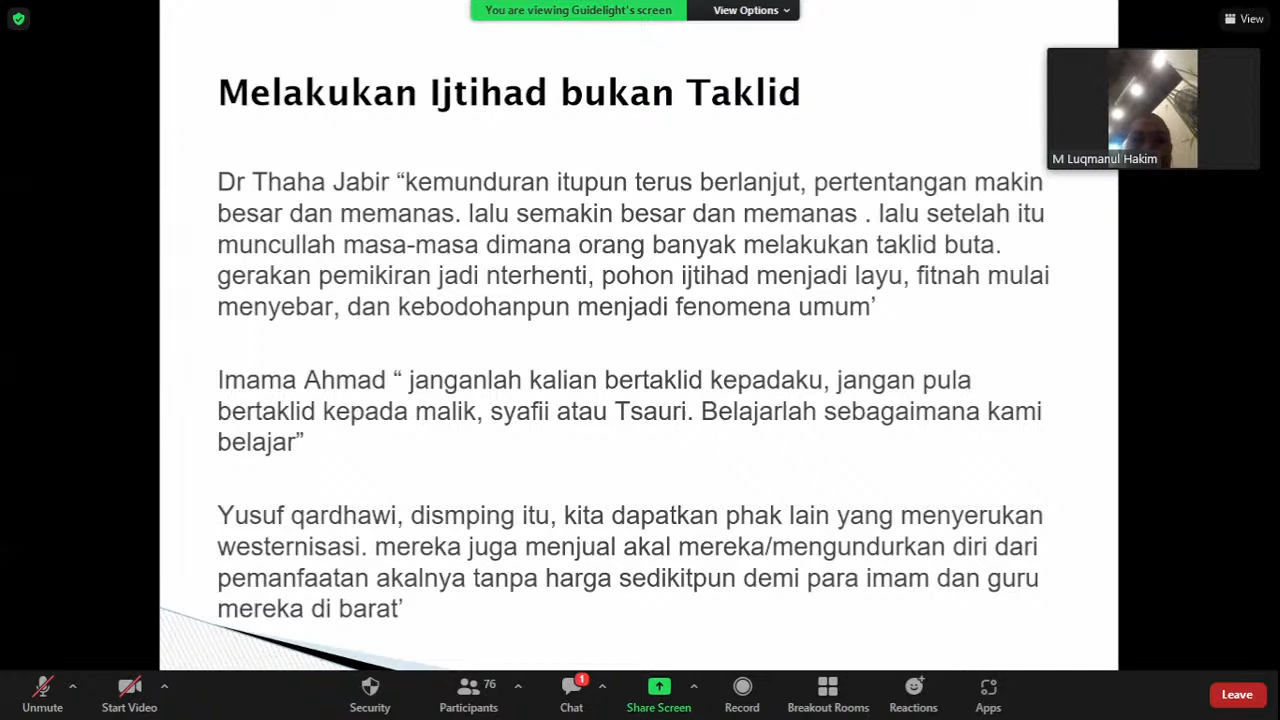 You are viewing Guidelight's screen
View Options
View
Melakukan Ijtihad bukan Taklid
M Luqmanul Hakim
Dr Thaha Jabir “kemunduran itupun terus berlanjut, pertentangan makin
besar dan memanas. lalu semakin besar dan memanas . lalu setelah itu
muncullah masa-masa dimana orang banyak melakukan taklid buta.
gerakan pemikiran jadi nterhenti, pohon ijtihad menjadi layu, fitnah mulai
menyebar, dan kebodohanpun menjadi fenomena umum’
Imama Ahmad “ janganlah kalian bertaklid kepadaku, jangan pula
bertaklid kepada malik, syafii atau Tsauri. Belajarlah sebagaimana kami
belajar”
Yusuf qardhawi, dismping itu, kita dapatkan phak lain yang menyerukan
westernisasi. mereka juga menjual akal mereka/mengundurkan diri dari
pemanfaatan akalnya tanpa harga sedikitpun demi para imam dan guru
mereka di barat’
76
1
Unmute
Start Video
Security
Participants
Chat
Share Screen
Record
Breakout Rooms
Reactions
Apps
Leave